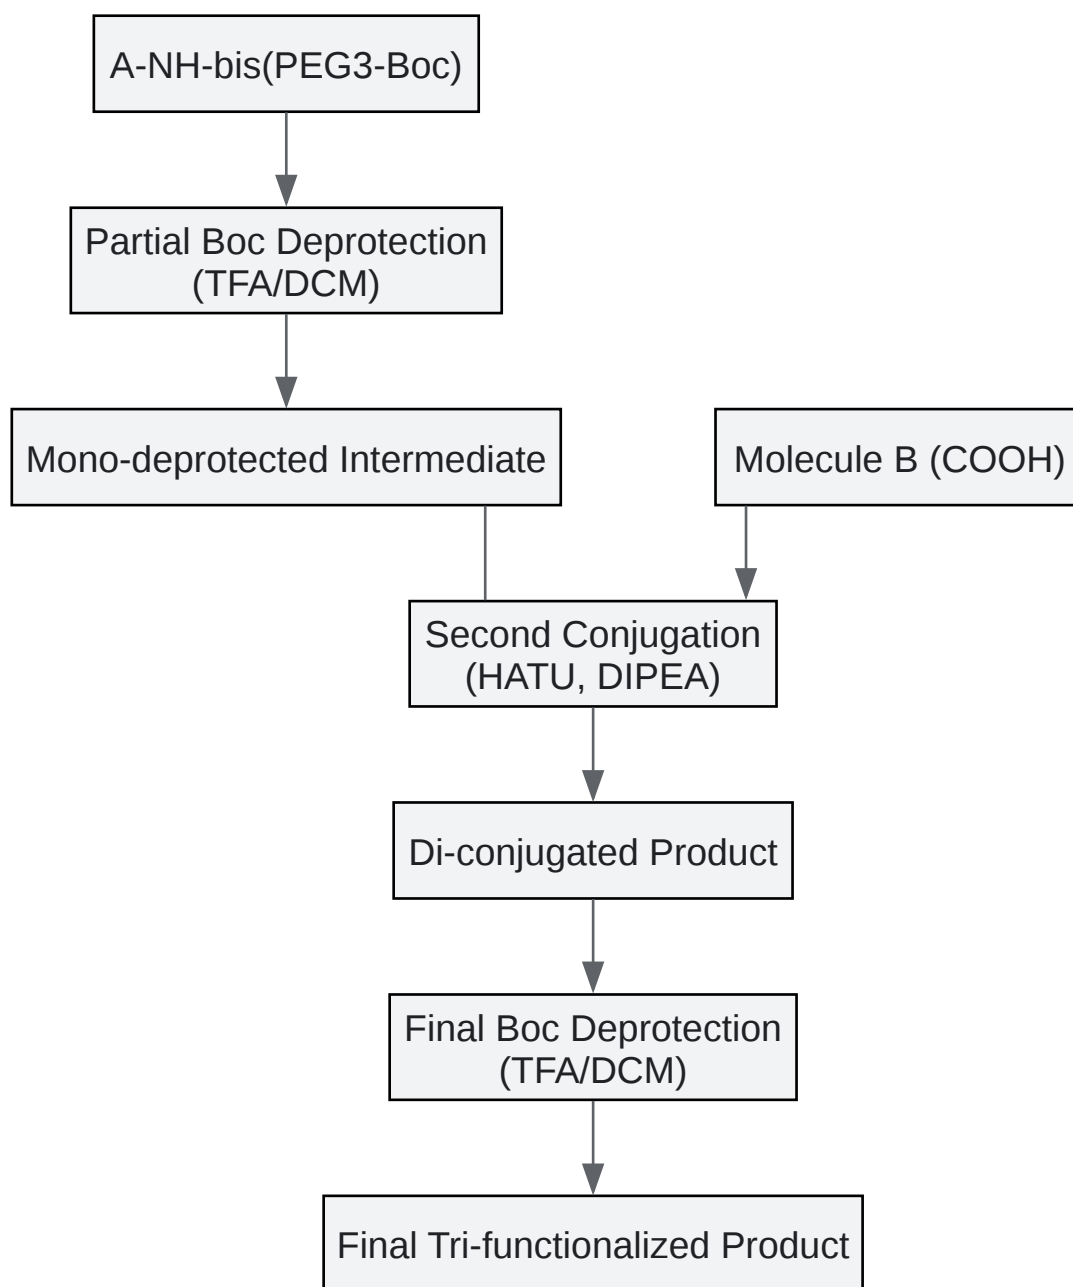 A-NH-bis(PEG3-Boc)
Partial Boc Deprotection
(TFA/DCM)
Mono-deprotected Intermediate
Molecule B (COOH)
Second Conjugation
(HATU, DIPEA)
Di-conjugated Product
Final Boc Deprotection
(TFA/DCM)
Final Tri-functionalized Product